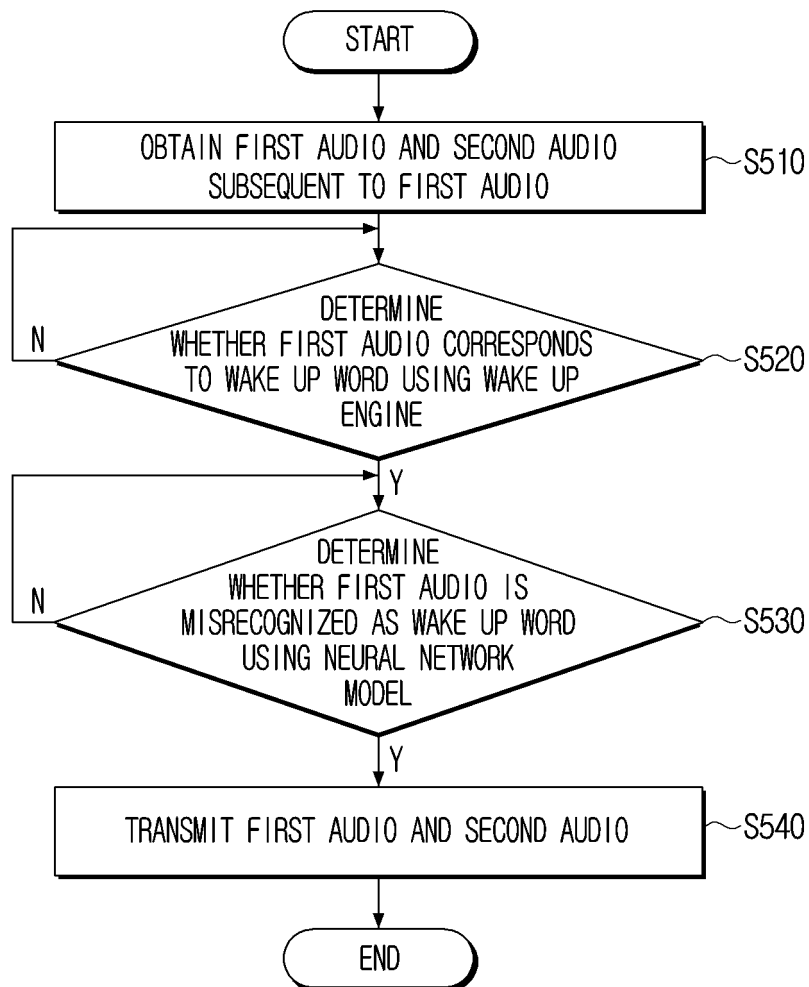 START
OBTAIN FIRST AUDIO AND SECOND AUDIO
SUBSEQUENT TO FIRST AUDIO
S510
DETERMINE
WHETHER FIRST AUDIO CORRESPONDS
TO WAKE UP WORD USING WAKE UP
ENGINE
N
S520
Y
DETERMINE
WHETHER FIRST AUDIO IS
MISRECOGNIZED AS WAKE UP WORD
USING NEURAL NETWORK
MODEL
N
S530
Y
TRANSMIT FIRST AUDIO AND SECOND AUDIO
S540
END